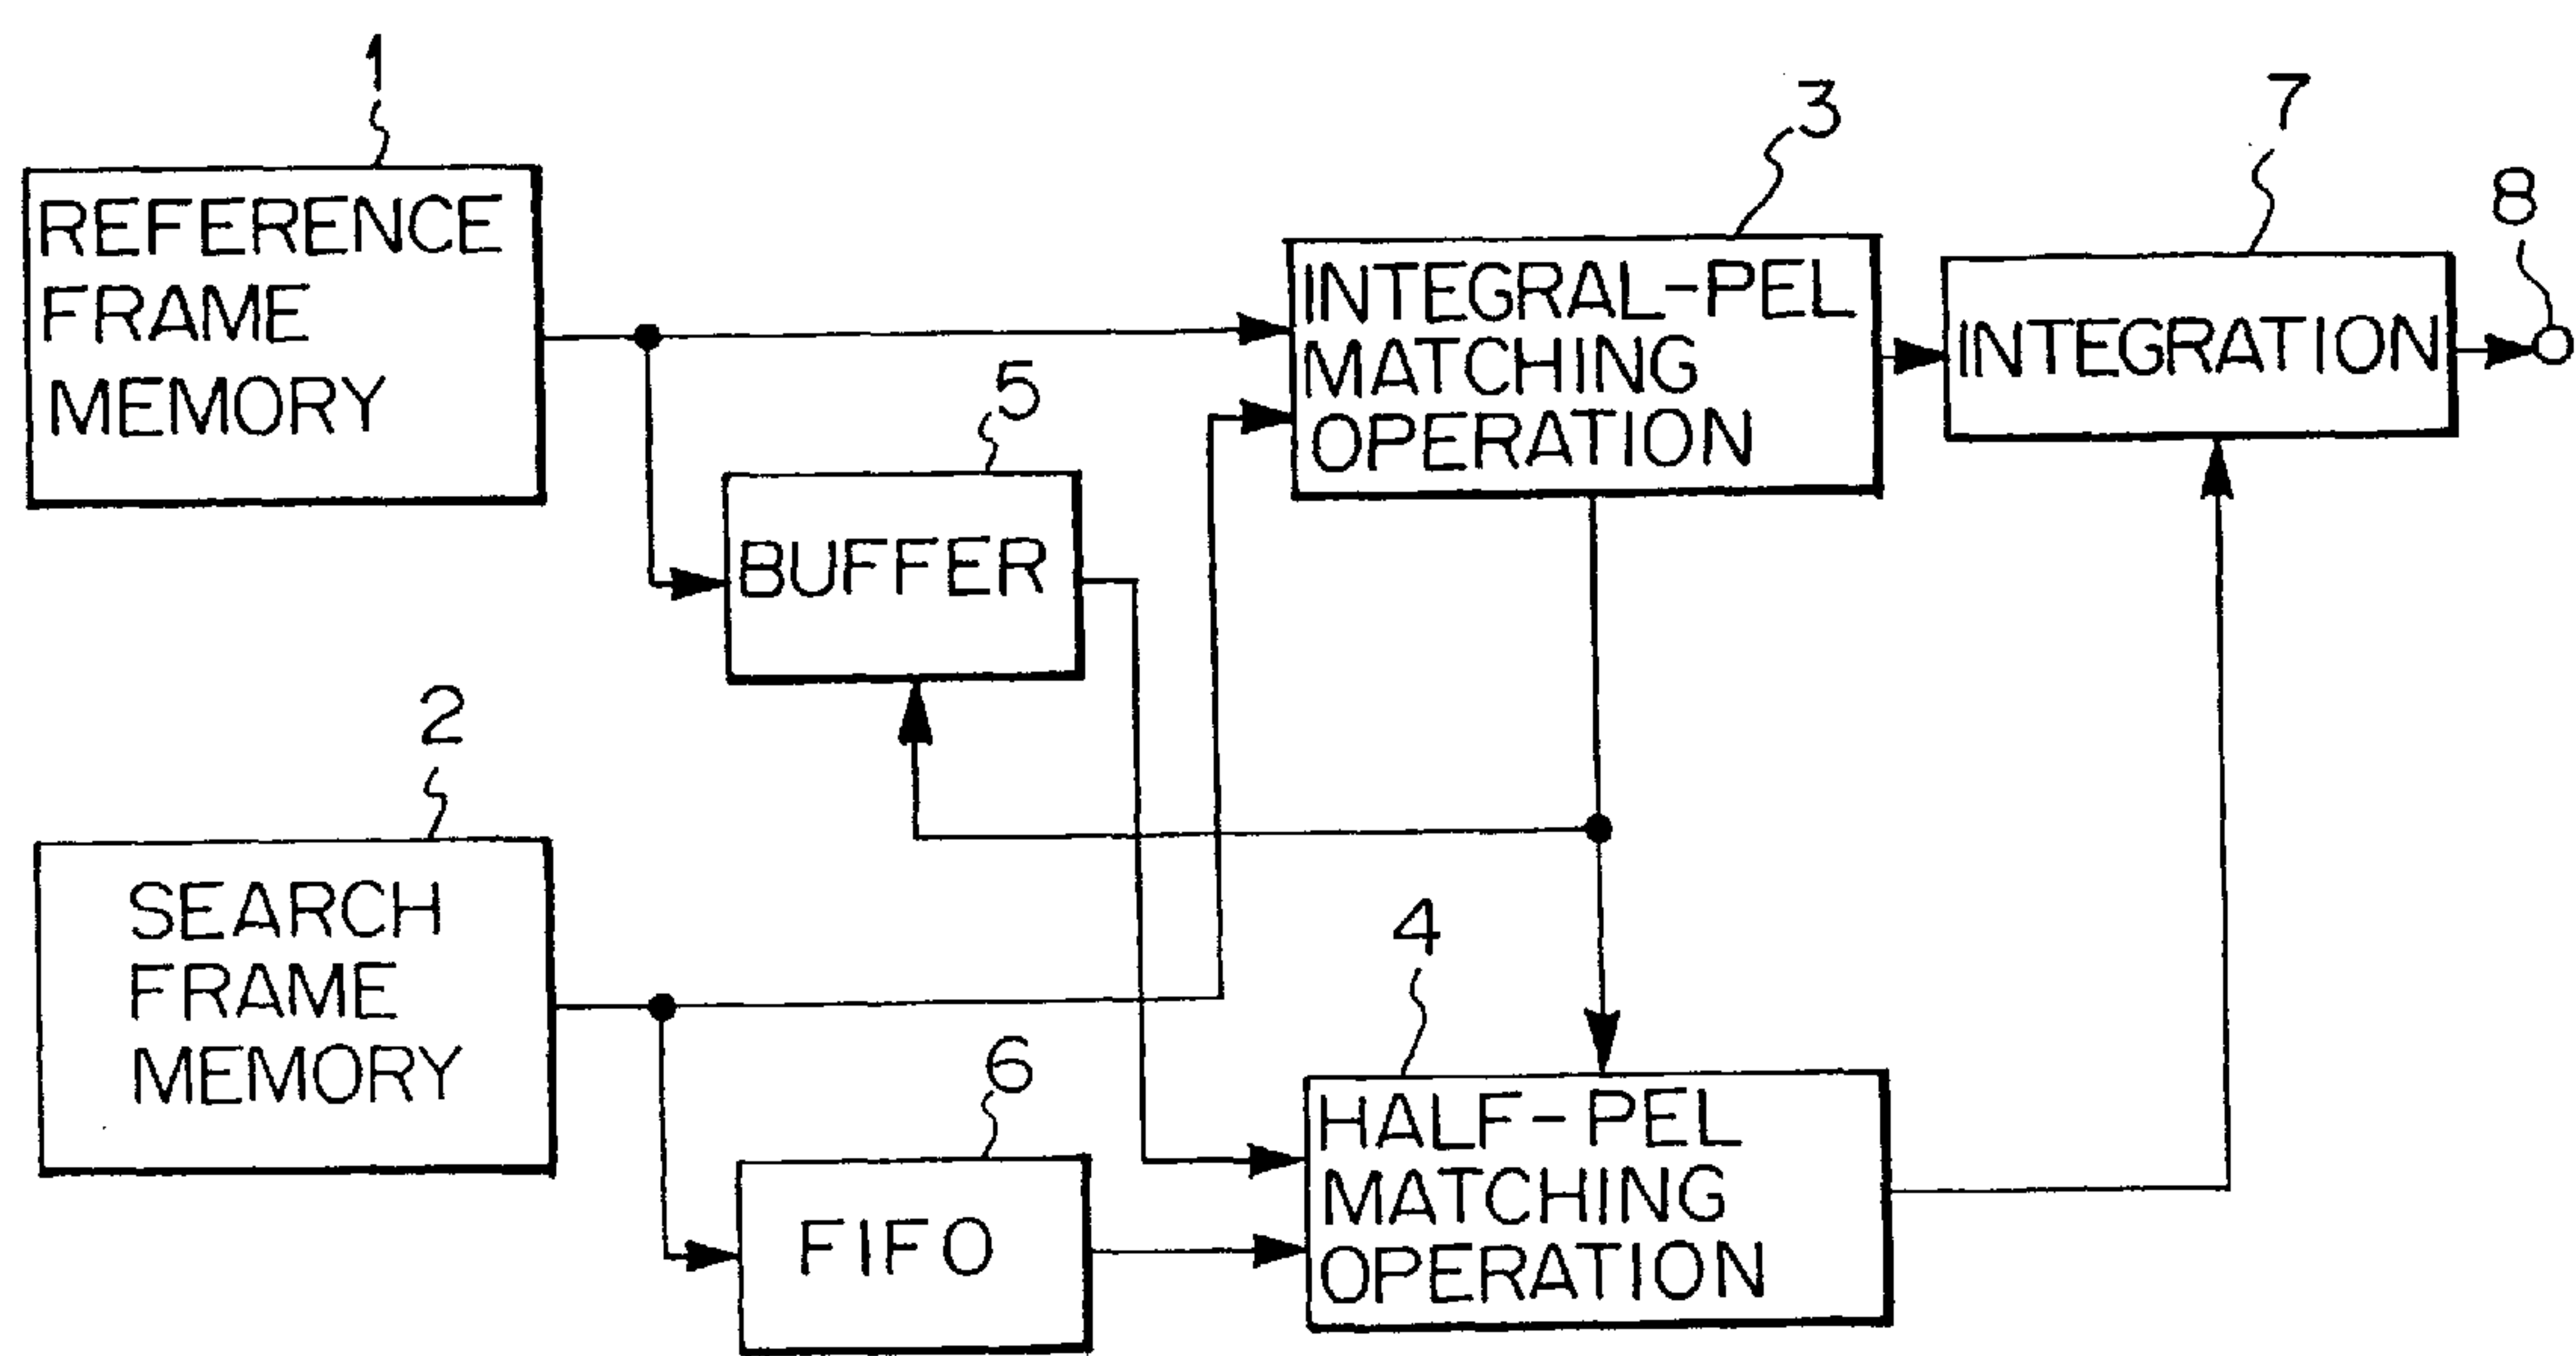 1
REFERENCE
FRAME
MEMORY
3
INTEGRAL-PEL
MATCHING
OPERATION
7
INTEGRATION
8
5
BUFFER
2
SEARCH
FRAME
MEMORY
4
HALF-PEL
MATCHING
OPERATION
6
FIFO